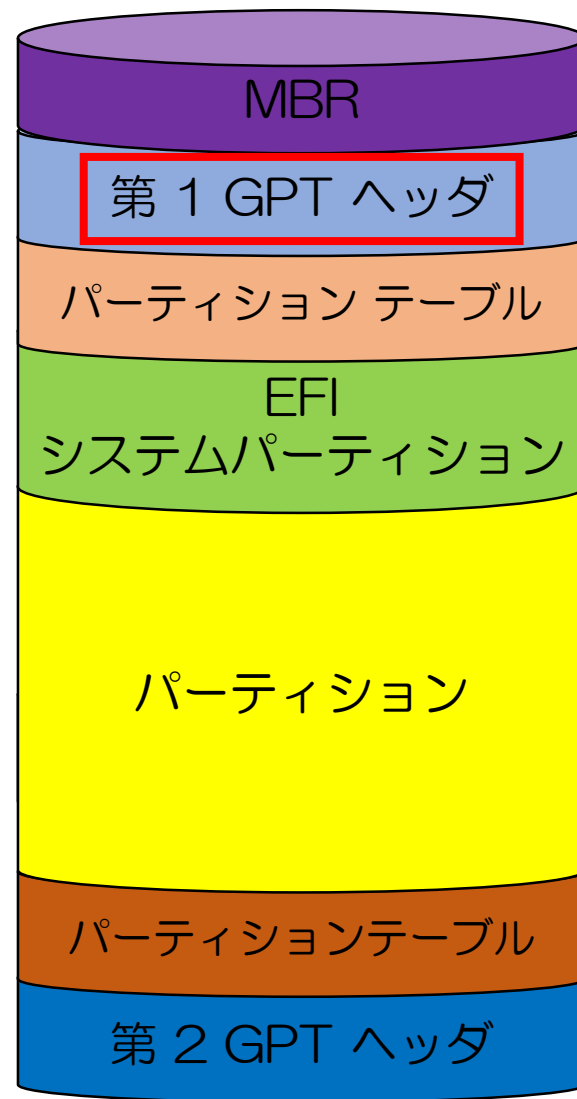 MBR
第 1 GPT ヘッダ
パーティション テーブル
EFI
システムパーティション
パーティション
パーティションテーブル
第 2 GPT ヘッダ